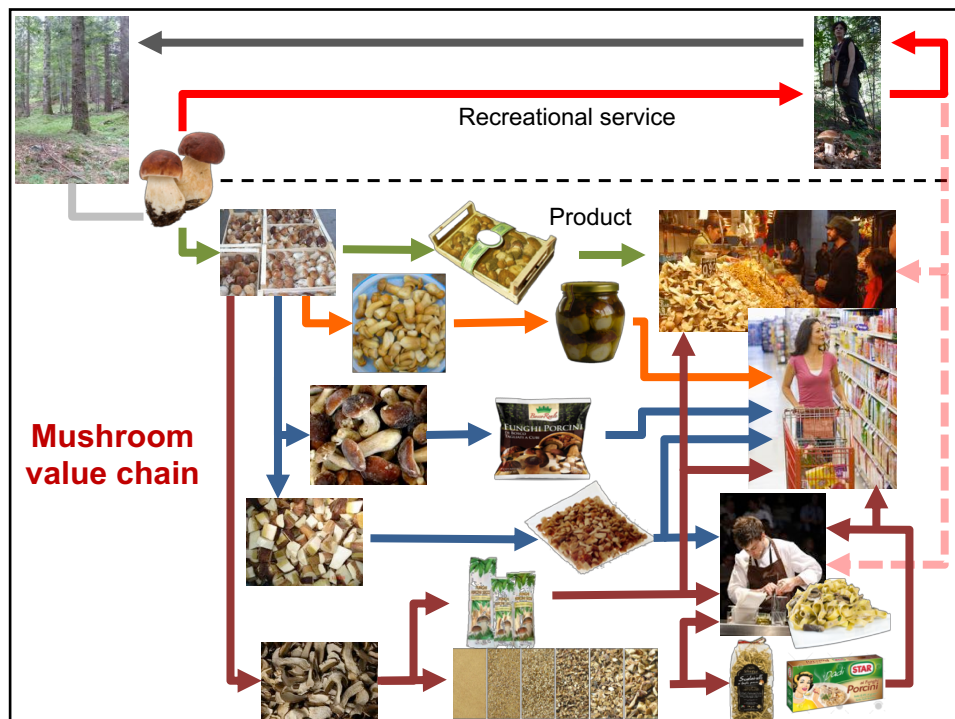 Recreational service
Product
Mushroom
value chain
FUNGHI PORCINI
STAR
Porcini